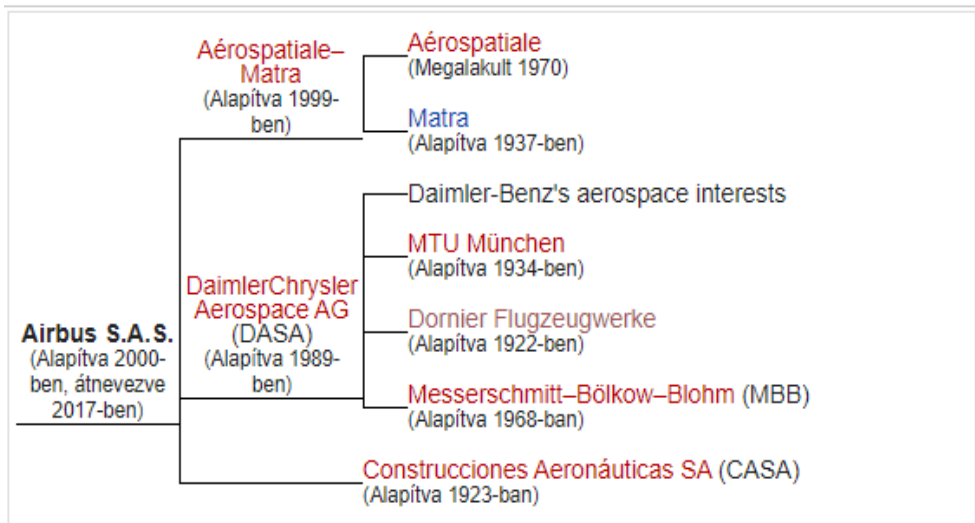 Airbus S.A.S.
(Alapítva 2000-
ben, átnevezve
2017-ben)
Aérospatiale–
Matra
(Alapítva 1999-
ben)
Aérospatiale
(Megalakult 1970)
Matra
(Alapítva 1937-ben)
DaimlerChrysler
Aerospace AG
(DASA)
(Alapítva 1989-
ben)
Daimler-Benz's aerospace interests
MTU München
(Alapítva 1934-ben)
Dornier Flugzeugwerke
(Alapítva 1922-ben)
Messerschmitt–Bölkow–Blohm (MBB)
(Alapítva 1968-ban)
Construcciones Aeronáuticas SA (CASA)
(Alapítva 1923-ban)